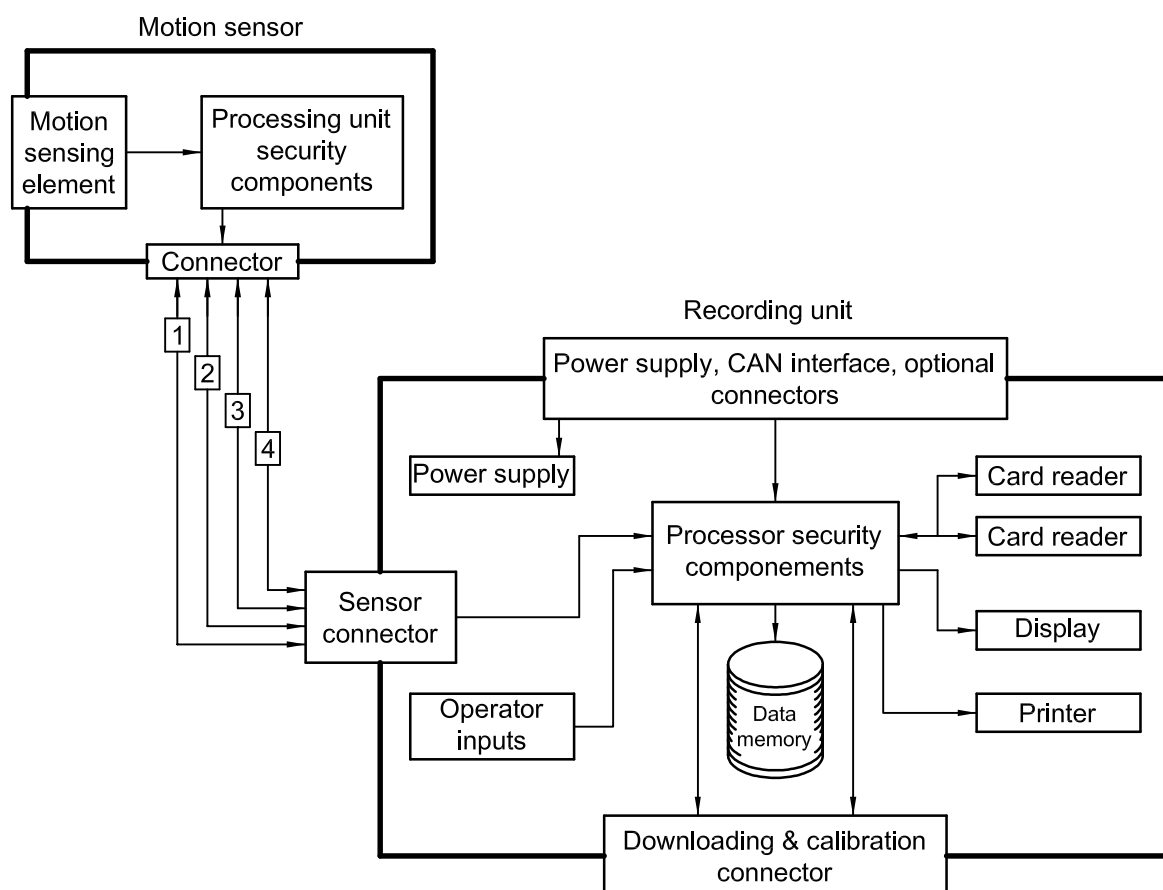 Motion sensor
Motion
sensing
element
Processing unit
security
components
Connector
1
2
3
4
Recording unit
Power supply, CAN interface, optional
connectors
Power supply
Card reader
Card reader
Processor security
componements
Sensor
connector
Display
Operator
inputs
Data
memory
Printer
Downloading & calibration
connector